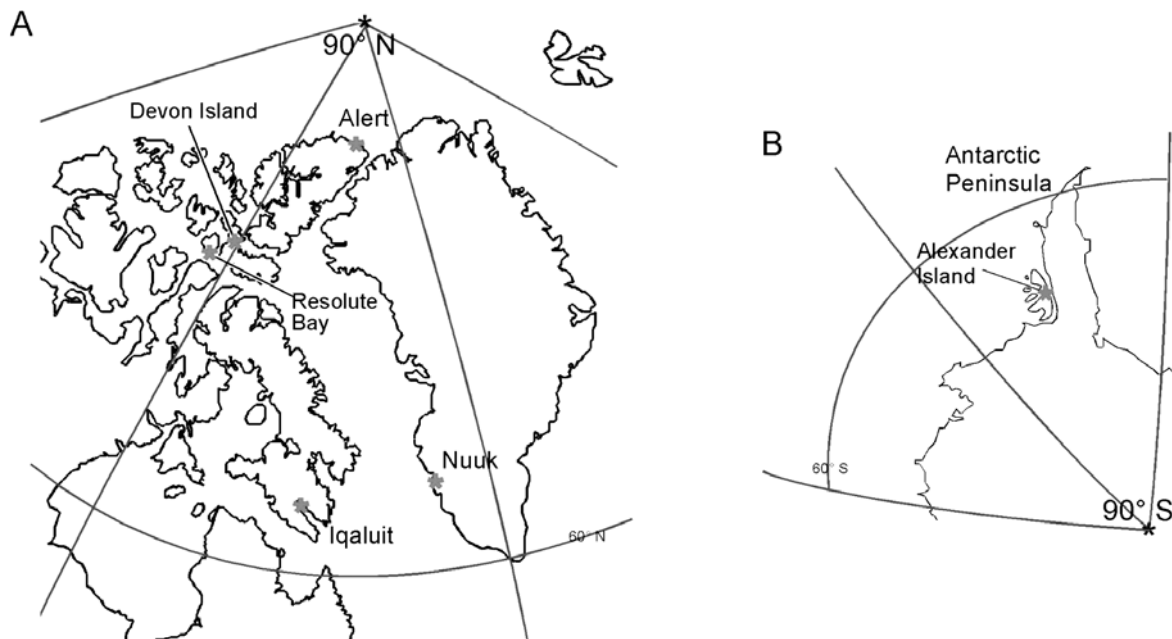 A
90° N
Devon Island
Alert
Resolute
Bay
Nuuk
Iqaluit
60° N
B
Antarctic
Peninsula
Alexander
Island
60° S
90° S